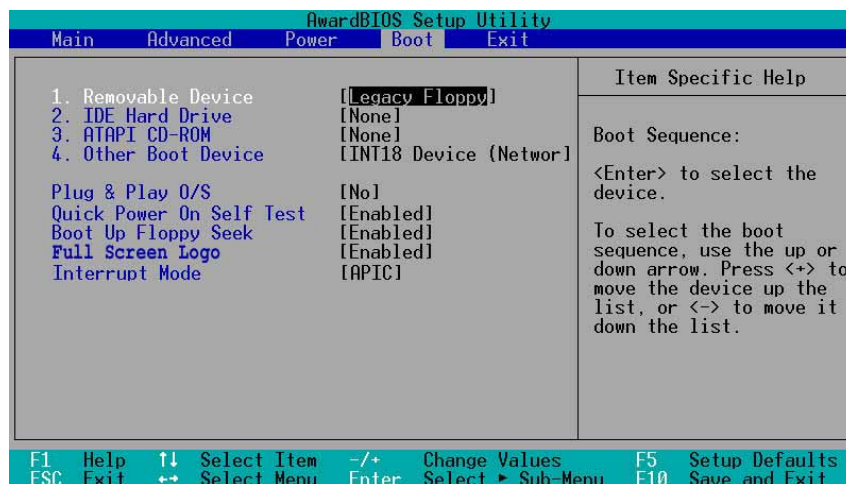 AwardBIOS Setup Utility
Main Advanced Power Boot Exit
1. Removable Device [Legacy Floppy]
2. IDE Hard Drive [None]
3. ATAPI CD-ROM [None]
4. Other Boot Device [INT18 Device (Networ]
Plug & Play O/S [No]
Quick Power On Self Test [Enabled]
Boot Up Floppy Seek [Enabled]
Full Screen Logo [Enabled]
Interrupt Mode [APIC]
Item Specific Help
Boot Sequence:
<Enter> to select the
device.
To select the boot
sequence, use the up or
down arrow. Press <+> to
move the device up the
list, or <-> to move it
down the list.
F1 Help ↑↓ Select Item -/+ Change Values F5 Setup Defaults
ESC Exit ←→ Select Menu Enter Select ► Sub-Menu F10 Save and Exit